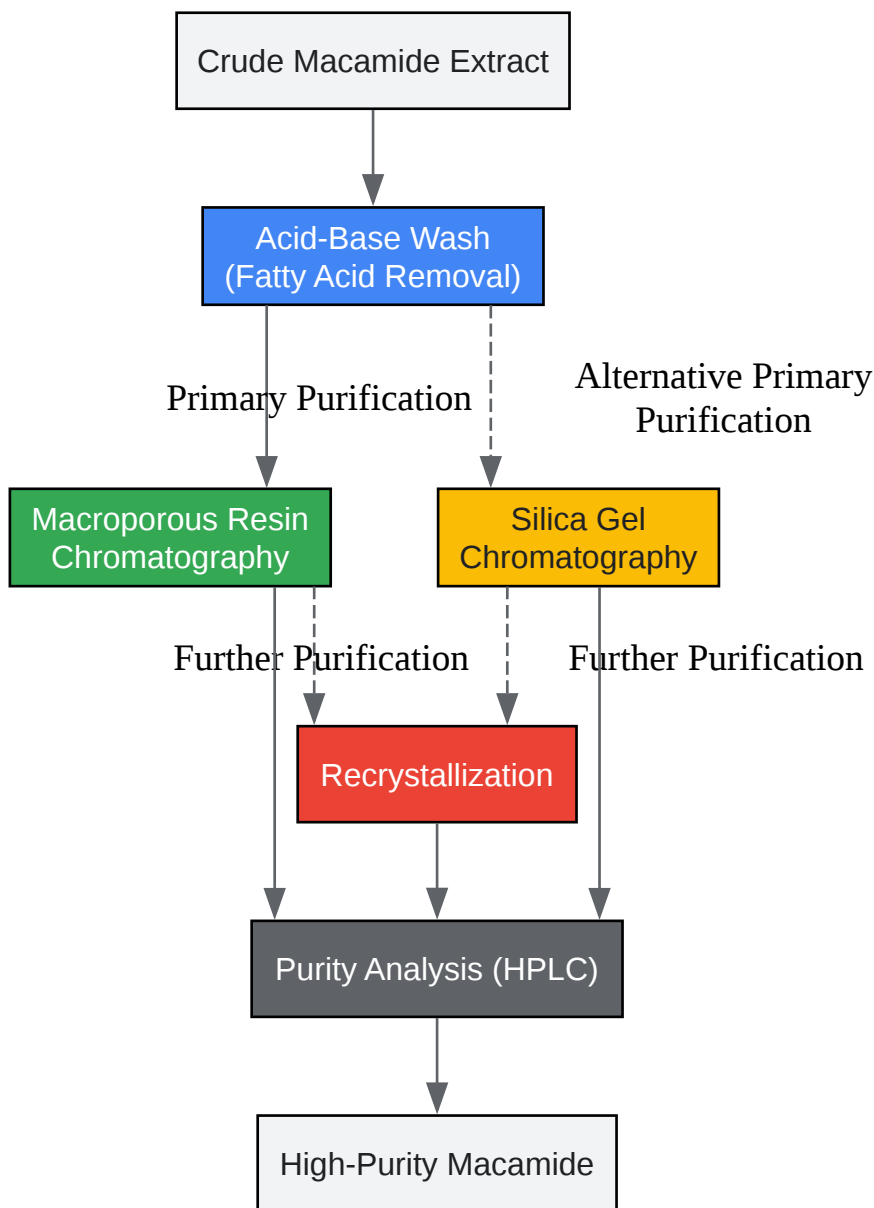 Crude Macamide Extract
Acid-Base Wash
(Fatty Acid Removal)
Primary Purification
Alternative Primary
Purification
Macroporous Resin
Chromatography
Silica Gel
Chromatography
Further Purification
Further Purification
Recrystallization
Purity Analysis (HPLC)
High-Purity Macamide